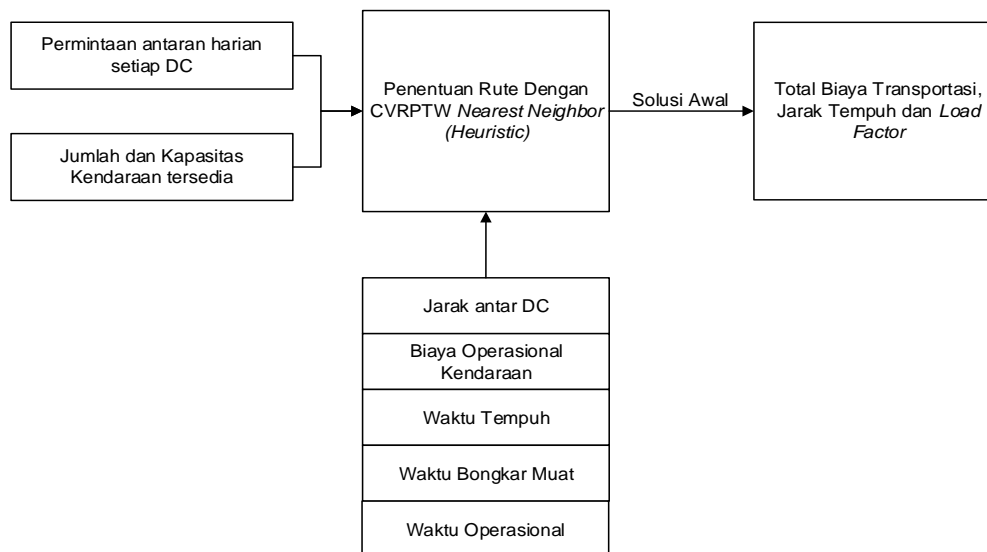 Permintaan antaran harian
setiap DC
Jumlah dan Kapasitas
Kendaraan tersedia
Penentuan Rute Dengan
CVRPTW Nearest Neighbor
(Heuristic)
Solusi Awal
Total Biaya Transportasi,
Jarak Tempuh dan Load
Factor
Jarak antar DC
Biaya Operasional
Kendaraan
Waktu Tempuh
Waktu Bongkar Muat
Waktu Operasional